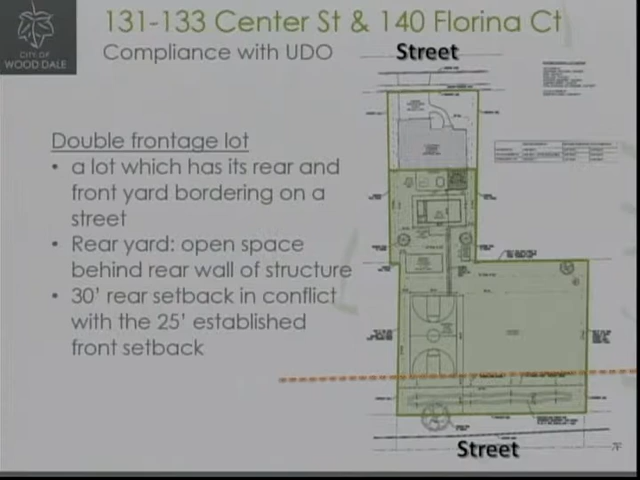 131-133 Center St & 140 Florina Ct
Compliance with UDO
CITY OF
WOOD DALE
Street
Double frontage lot
• a lot which has its rear and
front yard bordering on a
street
• Rear yard: open space
behind rear wall of structure
• 30' rear setback in conflict
with the 25' established
front setback
Street